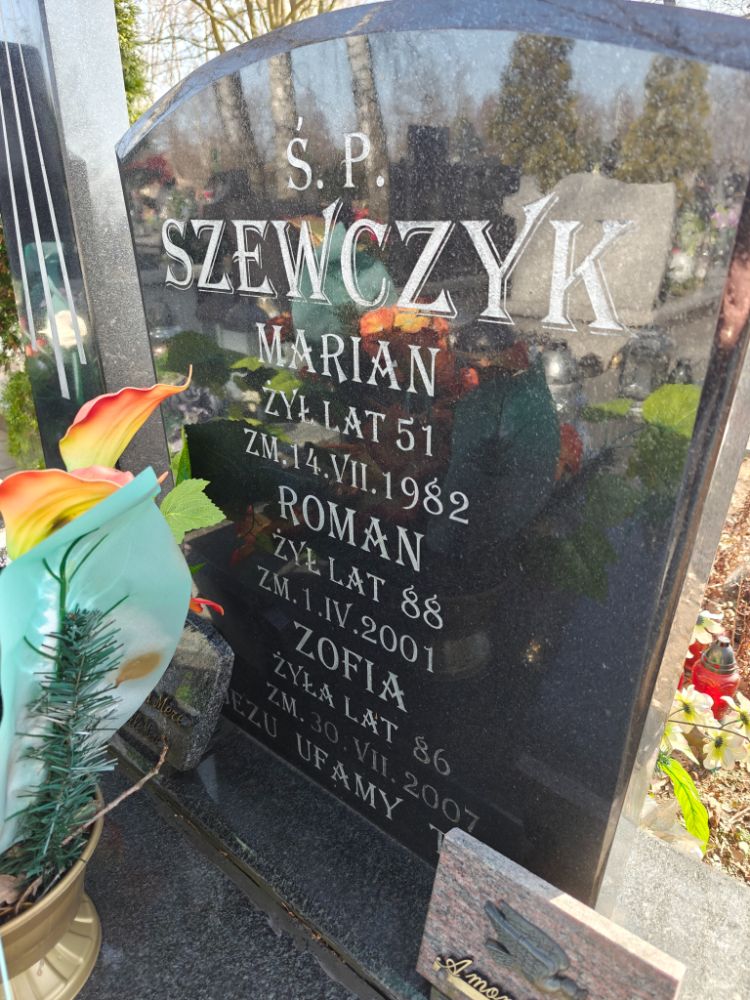 Ś. P.
SZEWCZYK
MARIAN
ŻYŁ LAT 51
ZM. 14. VII. 1982
ROMAN
ŻYŁ LAT 88
ZM. 1. IV. 2001
ZOFIA
ŻYŁA LAT 86
ZM. 30. VII. 2007
JEZU UFAMY